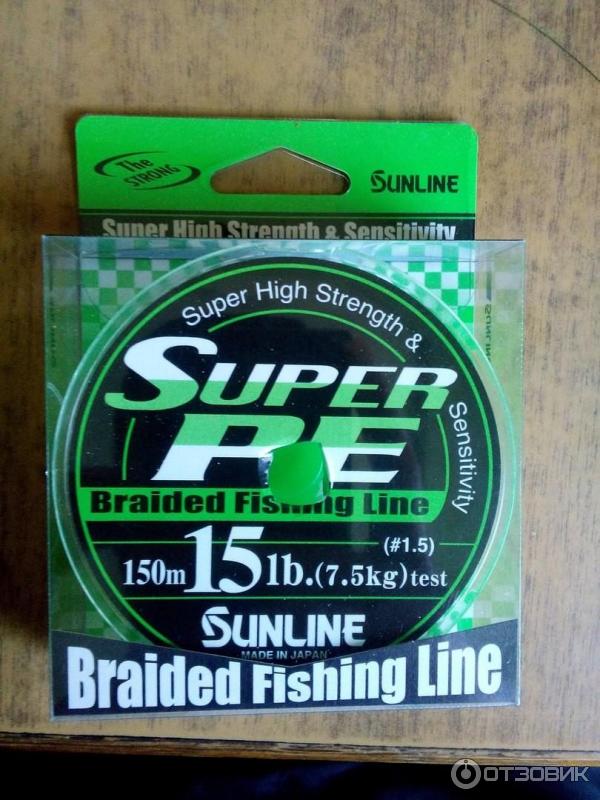 The
STRONG
SUNLINE
Super High Strength & Sensitivity
Super High Strength & Sensitivity
SUPER
PE
Braided Fishing Line
(#1.5)
150m 15lb. (7.5kg) test
SUNLINE
MADE IN JAPAN
Braided Fishing Line
SUNLINE
ОТЗОВИК